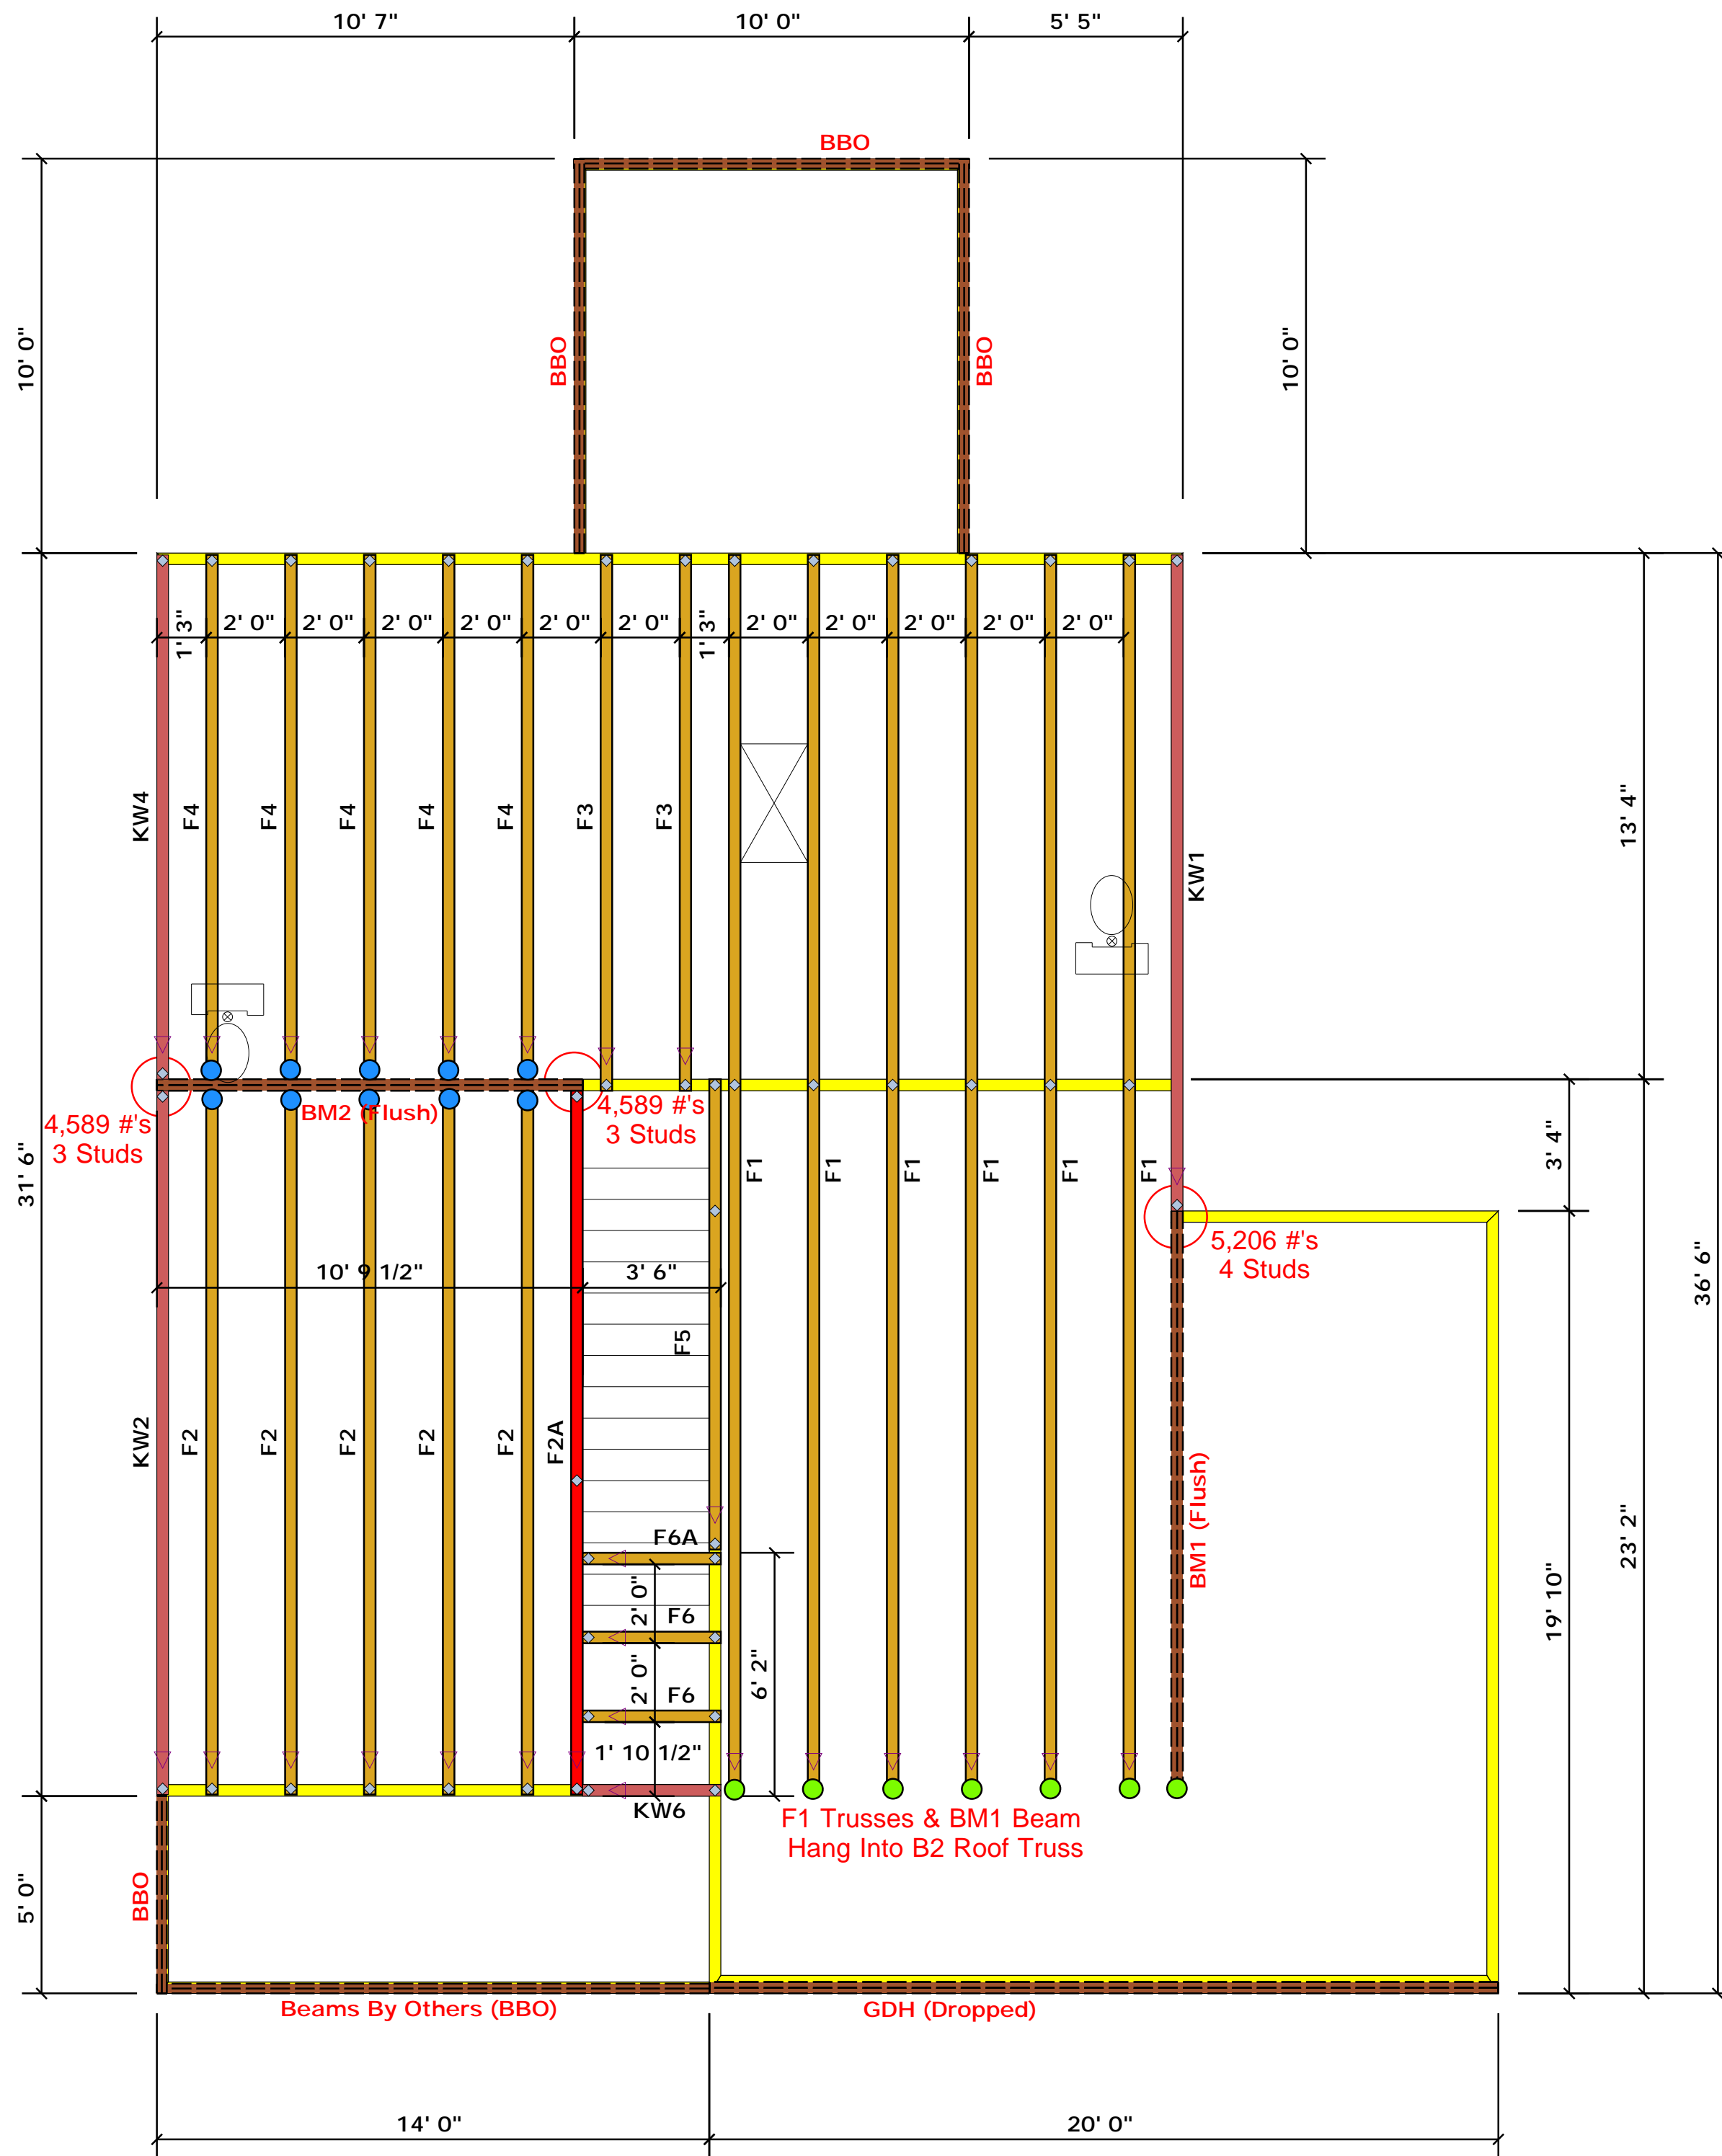 10' 7"
10' 0"
5' 5"
BBO
10' 0"
BBO
BBO
10' 0"
1' 3"
2' 0"
2' 0"
2' 0"
2' 0"
2' 0"
2' 0"
1' 3"
2' 0"
2' 0"
2' 0"
2' 0"
2' 0"
KW4
F4
F4
F4
F4
F4
F3
F3
KW1
13' 4"
4,589 #'s
3 Studs
BM2 (Flush)
4,589 #'s
3 Studs
31' 6"
F1
F1
F1
F1
F1
F1
3' 4"
5,206 #'s
4 Studs
36' 6"
10' 9 1/2"
3' 6"
F5
KW2
F2
F2
F2
F2
F2
F2A
BM1 (Flush)
F6A
2' 0"
F6
2' 0"
F6
6' 2"
1' 10 1/2"
19' 10"
23' 2"
KW6
F1 Trusses & BM1 Beam
Hang Into B2 Roof Truss
5' 0"
BBO
Beams By Others (BBO)
GDH (Dropped)
14' 0"
20' 0"